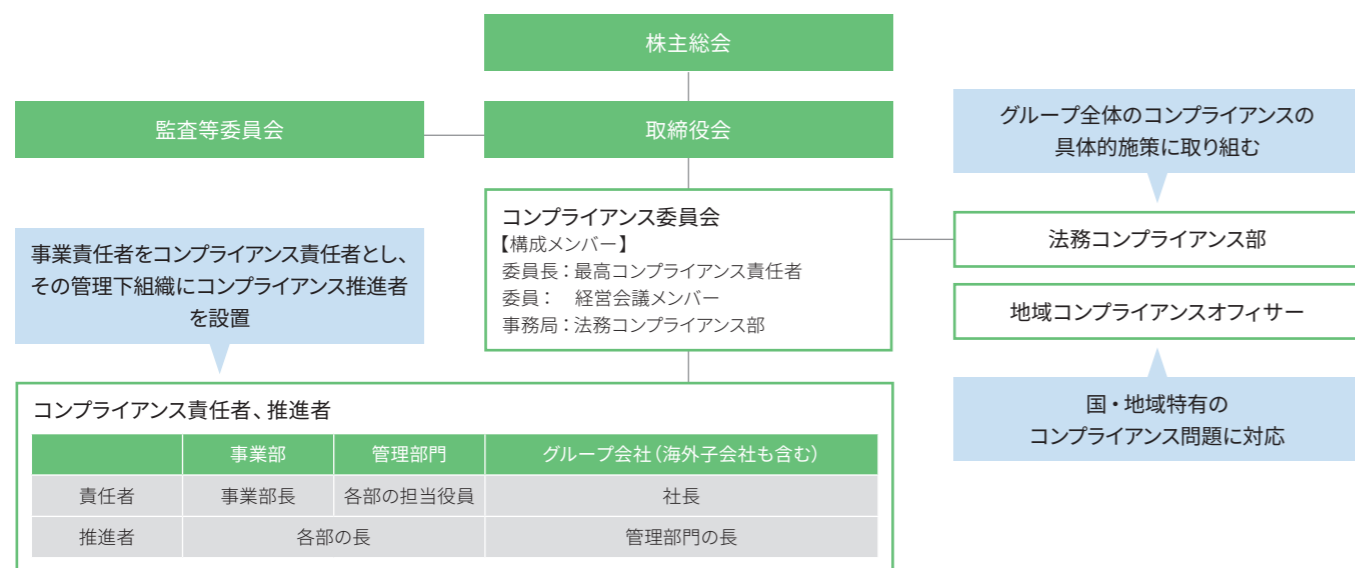 株主総会
監査等委員会
取締役会
グループ全体のコンプライアンスの
具体的施策に取り組む
コンプライアンス委員会
【構成メンバー】
委員長：最高コンプライアンス責任者
委員：　経営会議メンバー
事務局：法務コンプライアンス部
法務コンプライアンス部
地域コンプライアンスオフィサー
国・地域特有の
コンプライアンス問題に対応
事業責任者をコンプライアンス責任者とし、
その管理下組織にコンプライアンス推進者
を設置
コンプライアンス責任者、推進者
事業部 管理部門 グループ会社（海外子会社も含む）
責任者 事業部長 各部の担当役員 社長
推進者 各部の長 管理部門の長